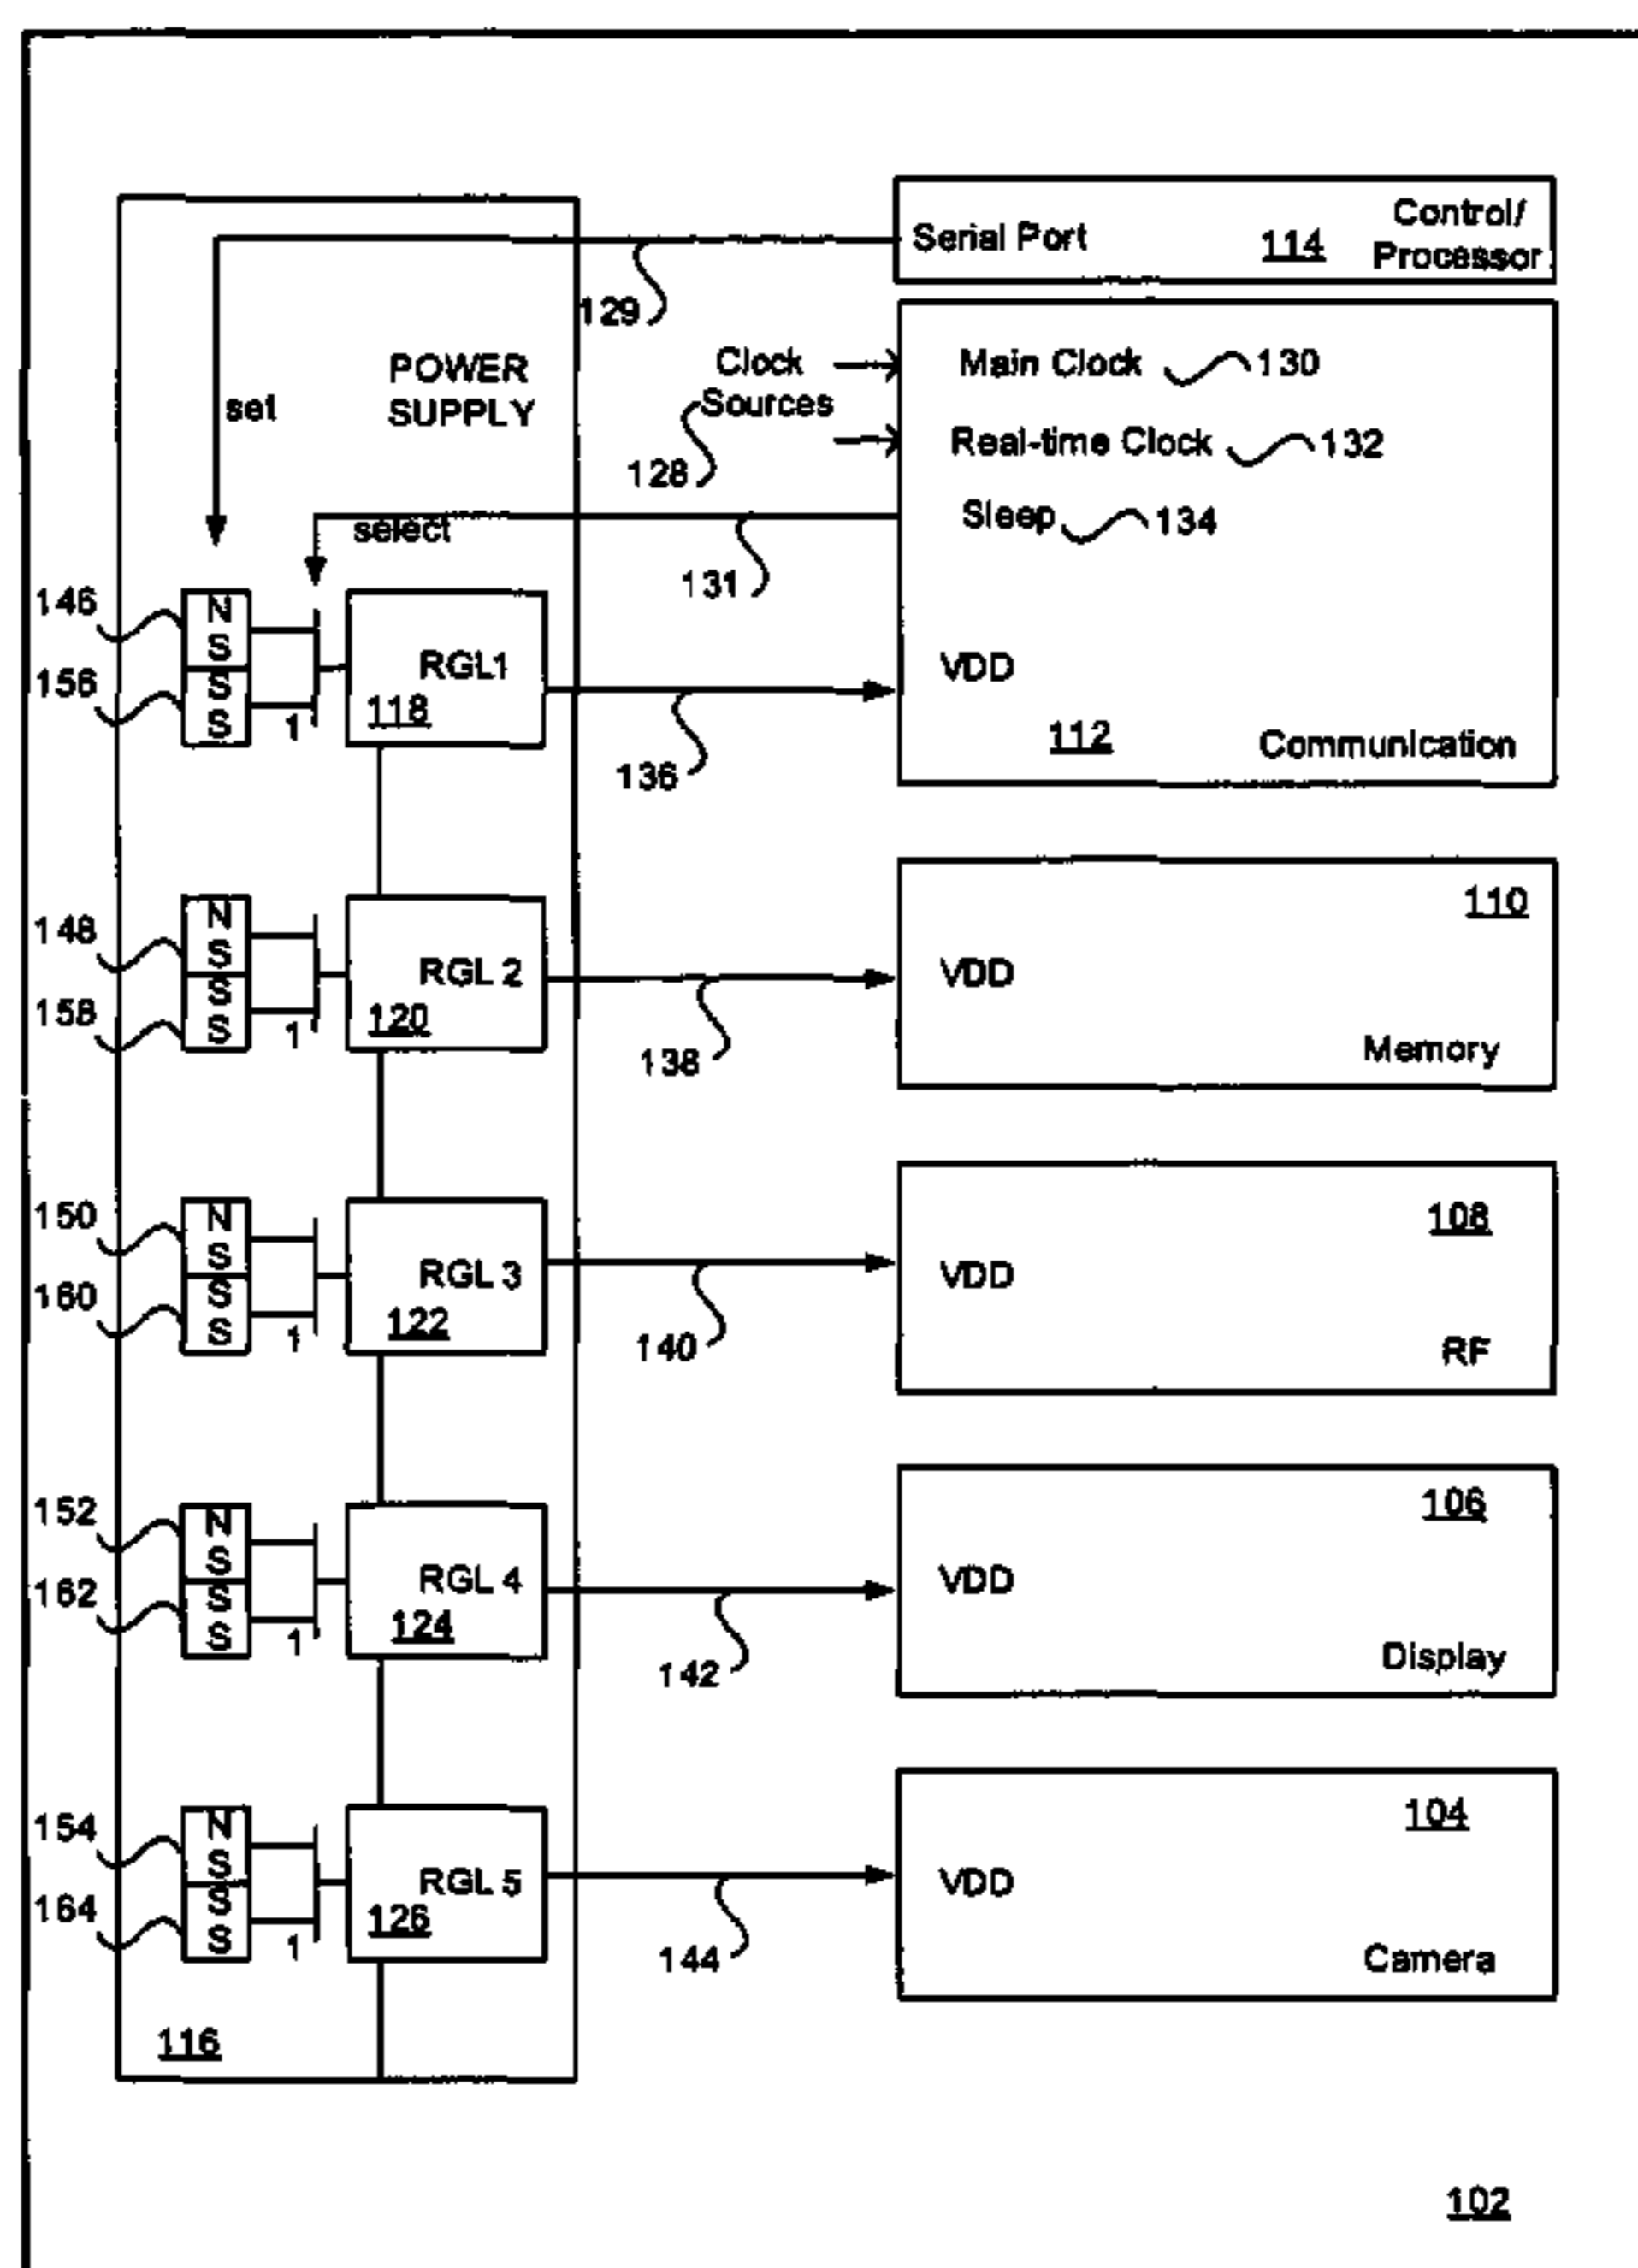 Serial Port
114
Control/
Processor
129
POWER
SUPPLY
set
Clock
Sources
128
Main Clock
130
Real-time Clock
132
Sleep
134
select
131
146
156
N
S
S
S
1
RGL1
118
136
VDD
112
Communication
148
158
N
S
S
S
1
RGL 2
120
138
VDD
110
Memory
150
160
N
S
S
S
1
RGL 3
122
140
VDD
108
RF
152
162
N
S
S
S
1
RGL 4
124
142
VDD
106
Display
154
164
N
S
S
S
1
RGL 5
126
144
VDD
104
Camera
116
102